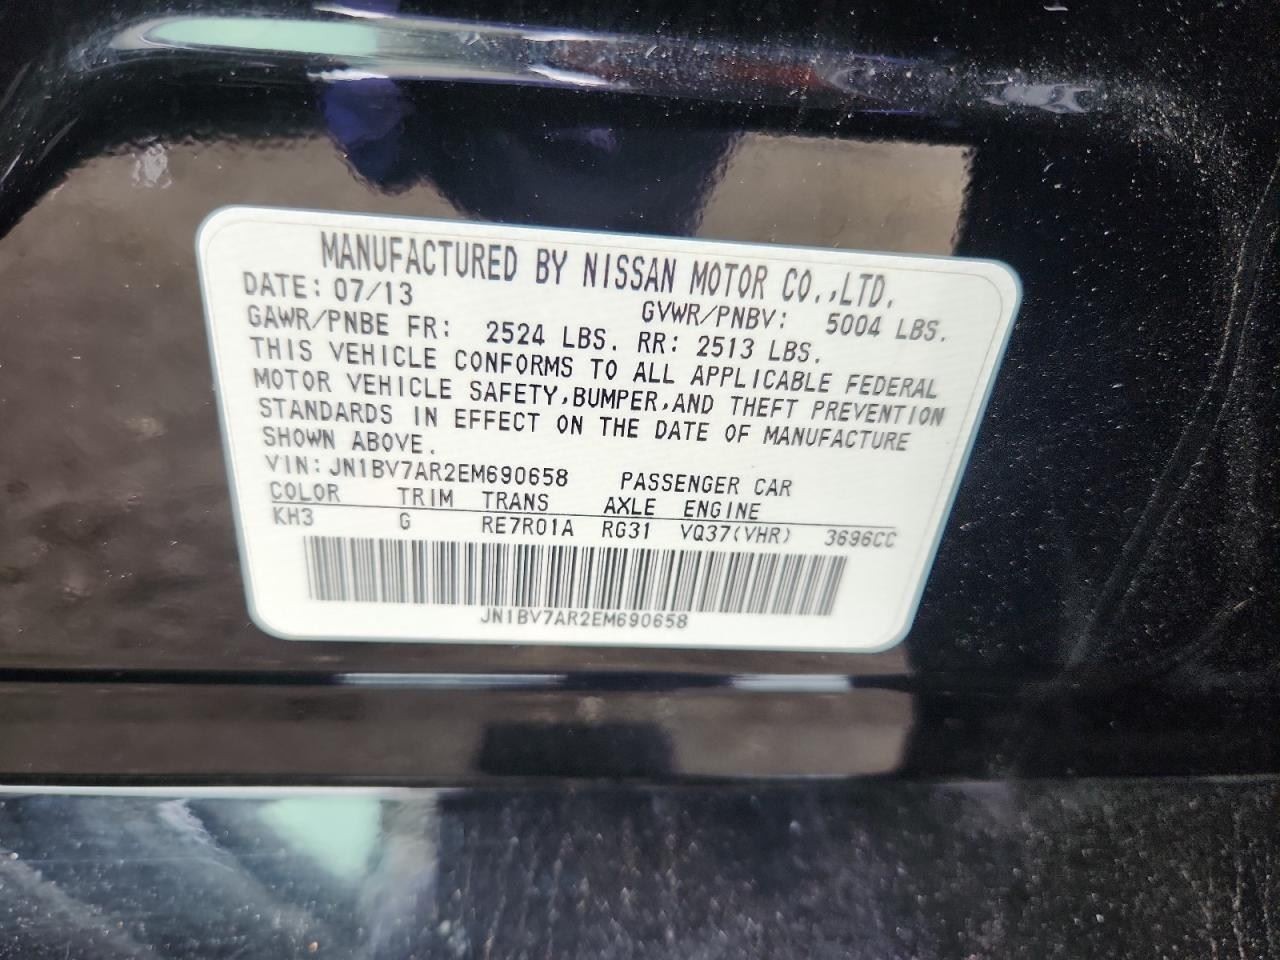 MANUFACTURED BY NISSAN MOTOR CO.,LTD.
DATE: 07/13 GVWR/PNBV: 5004 LBS.
GAWR/PNBE FR: 2524 LBS. RR: 2513 LBS.
THIS VEHICLE CONFORMS TO ALL APPLICABLE FEDERAL
MOTOR VEHICLE SAFETY,BUMPER,AND THEFT PREVENTION
STANDARDS IN EFFECT ON THE DATE OF MANUFACTURE
SHOWN ABOVE.
VIN: JN1BV7AR2EM690658 PASSENGER CAR
COLOR TRIM TRANS AXLE ENGINE
KH3 G RE7R01A RG31 VQ37(VHR) 3696CC
JN1BV7AR2EM690658